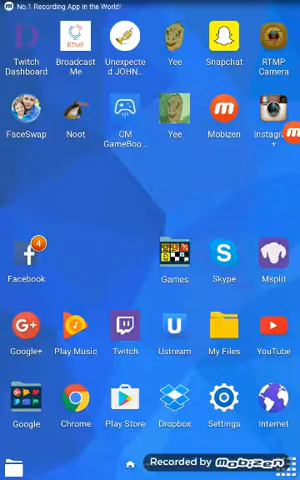 No.1 Recording App in the World!!
Twitch Dashboard
Broadcast Me
Unexpected JOHN...
Yee
Snapchat
RTMP Camera
RTMP
FaceSwap
Noot
CM GameBoo...
Yee
Mobizen
Instagram+
4
Facebook
Games
Skype
Msplit
Google+
Play Music
Twitch
Ustream
My Files
YouTube
Google
Chrome
Play Store
Dropbox
Settings
Internet
Recorded by Mobizen